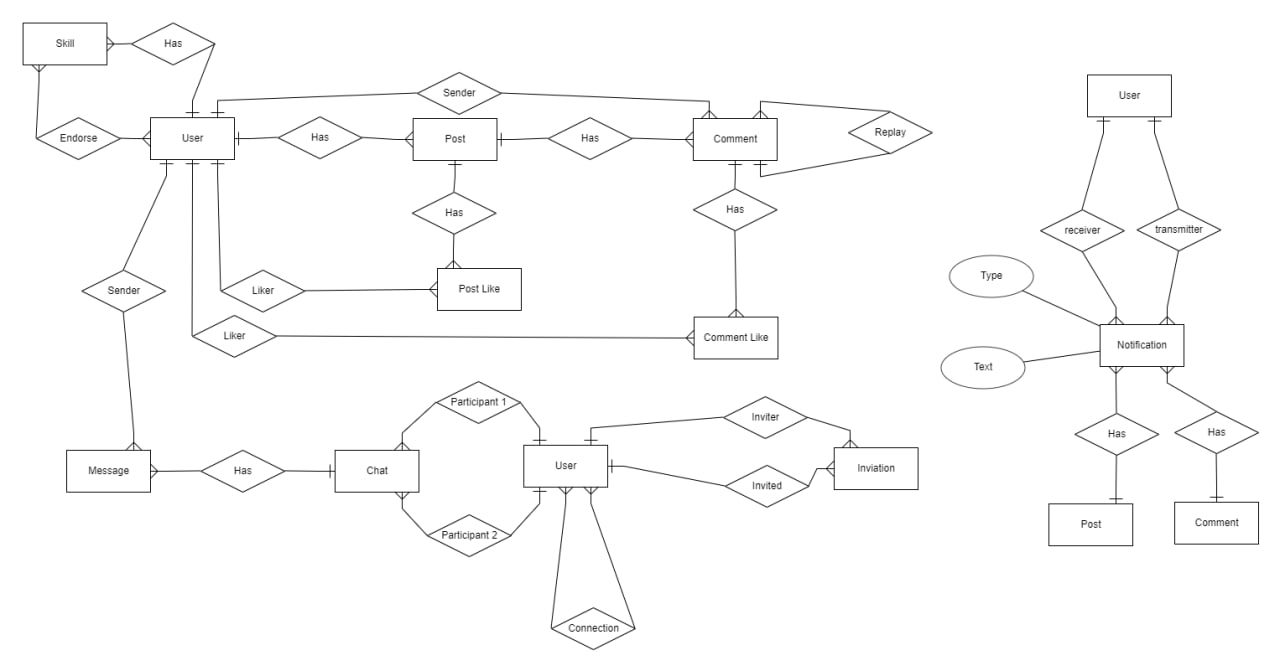 Skill
Has
User
Sender
Endorse
User
Has
Post
Has
Comment
Replay
Has
Has
receiver
transmitter
Sender
Liker
Post Like
Type
Liker
Comment Like
Notification
Text
Participant 1
Inviter
Has
Has
Message
Has
Chat
User
Inviation
Invited
Participant 2
Post
Comment
Connection